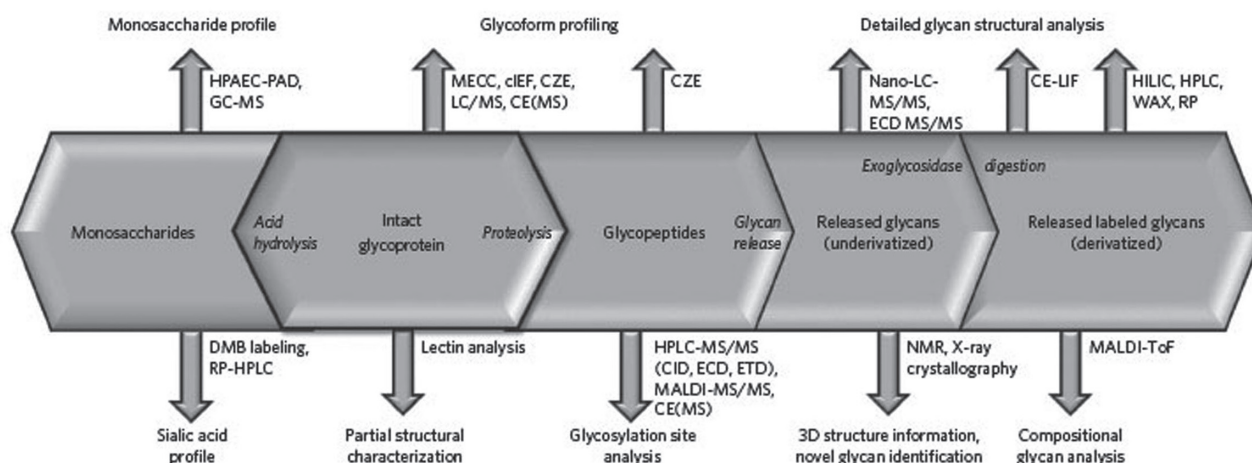 Monosaccharide profile
Glycoform profiling
Detailed glycan structural analysis
HPAEC-PAD,
GC-MS
MECC, cIEF, CZE,
LC/MS, CE(MS)
CZE
Nano-LC-
MS/MS,
ECD MS/MS
CE-LIF
HILIC, HPLC,
WAX, RP
Exoglycosidase digestion
Monosaccharides
Acid
hydrolysis
Intact
glycoprotein
Proteolysis
Glycopeptides
Glycan
release
Released glycans
(underivatized)
Released labeled glycans
(derivatized)
DMB labeling,
RP-HPLC
Lectin analysis
HPLC-MS/MS
(CID, ECD, ETD),
MALDI-MS/MS,
CE(MS)
NMR, X-ray
crystallography
MALDI-ToF
Sialic acid
profile
Partial structural
characterization
Glycosylation site
analysis
3D structure information,
novel glycan identification
Compositional
glycan analysis